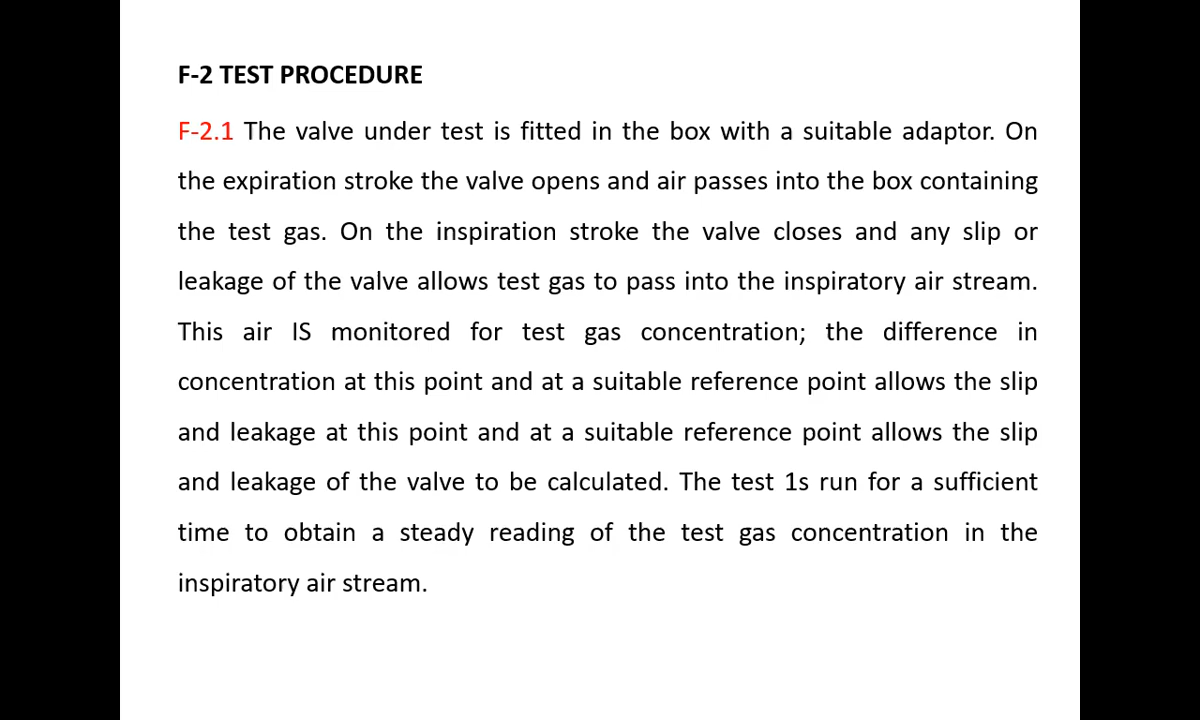 F-2 TEST PROCEDURE
F-2.1 The valve under test is fitted in the box with a suitable adaptor. On
the expiration stroke the valve opens and air passes into the box containing
the test gas. On the inspiration stroke the valve closes and any slip or
leakage of the valve allows test gas to pass into the inspiratory air stream.
This air IS monitored for test gas concentration; the difference in
concentration at this point and at a suitable reference point allows the slip
and leakage at this point and at a suitable reference point allows the slip
and leakage of the valve to be calculated. The test 1s run for a sufficient
time to obtain a steady reading of the test gas concentration in the
inspiratory air stream.